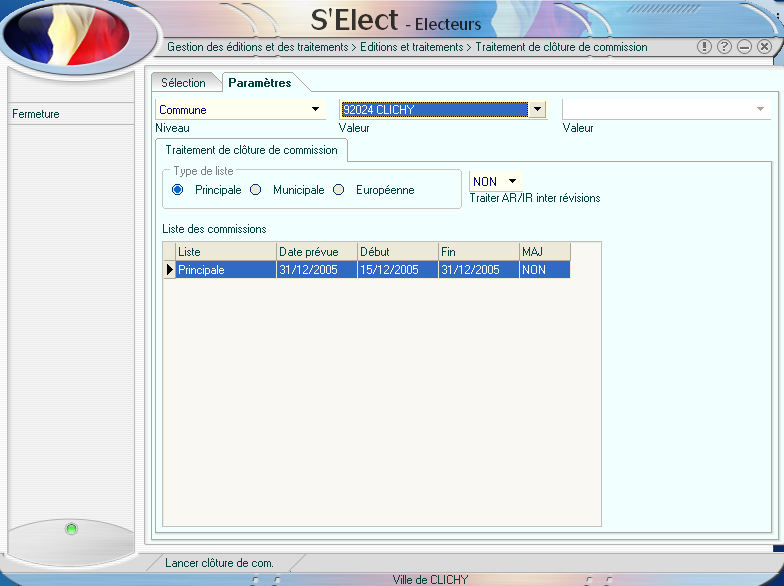 S'Elect - Electeurs
Gestion des éditions et des traitements > Editions et traitements > Traitement de clôture de commission
Sélection Paramètres
Fermeture
Commune 92024 CLICHY
Niveau Valeur Valeur
Traitement de clôture de commission
Type de liste
Principale Municipale Européenne
NON
Traiter AR/IR inter révisions
Liste des commissions
Liste Date prévue Début Fin MAJ
Principale 31/12/2005 15/12/2005 31/12/2005 NON
Lancer clôture de com.
Ville de CLICHY